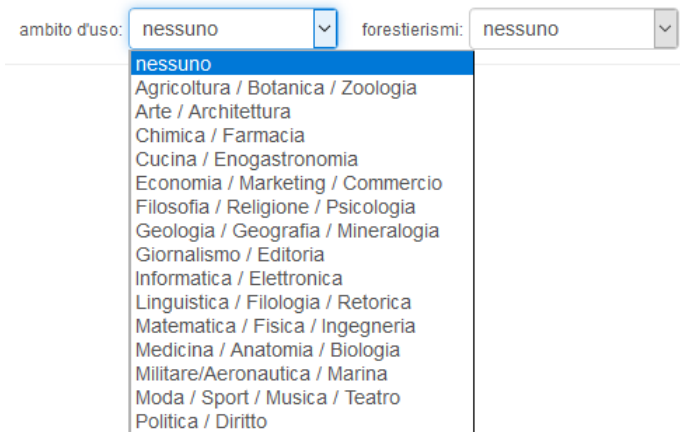 ambito d'uso: nessuno forestierismi: nessuno
nessuno
Agricoltura / Botanica / Zoologia
Arte / Architettura
Chimica / Farmacia
Cucina / Enogastronomia
Economia / Marketing / Commercio
Filosofia / Religione / Psicologia
Geologia / Geografia / Mineralogia
Giornalismo / Editoria
Informatica / Elettronica
Linguistica / Filologia / Retorica
Matematica / Fisica / Ingegneria
Medicina / Anatomia / Biologia
Militare/Aeronautica / Marina
Moda / Sport / Musica / Teatro
Politica / Diritto